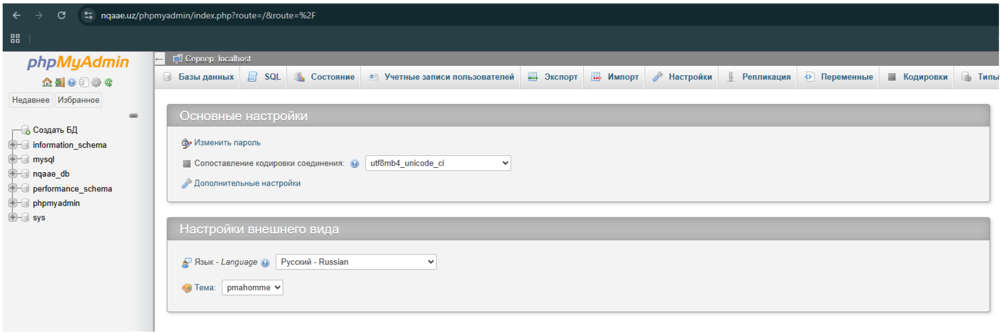 nqaae.uz/phpmyadmin/index.php?route=/&route=%2F
phpMyAdmin
Недавнее Избранное
Создать БД
information_schema
mysql
nqaae_db
performance_schema
phpmyadmin
sys
Сервер: localhost
Базы данных SQL Состояние Учетные записи пользователей Экспорт Импорт Настройки Репликация Переменные Кодировки Типы
Основные настройки
Изменить пароль
Сопоставление кодировки соединения: utf8mb4_unicode_ci
Дополнительные настройки
Настройки внешнего вида
Язык - Language Русский - Russian
Тема: pmahomme